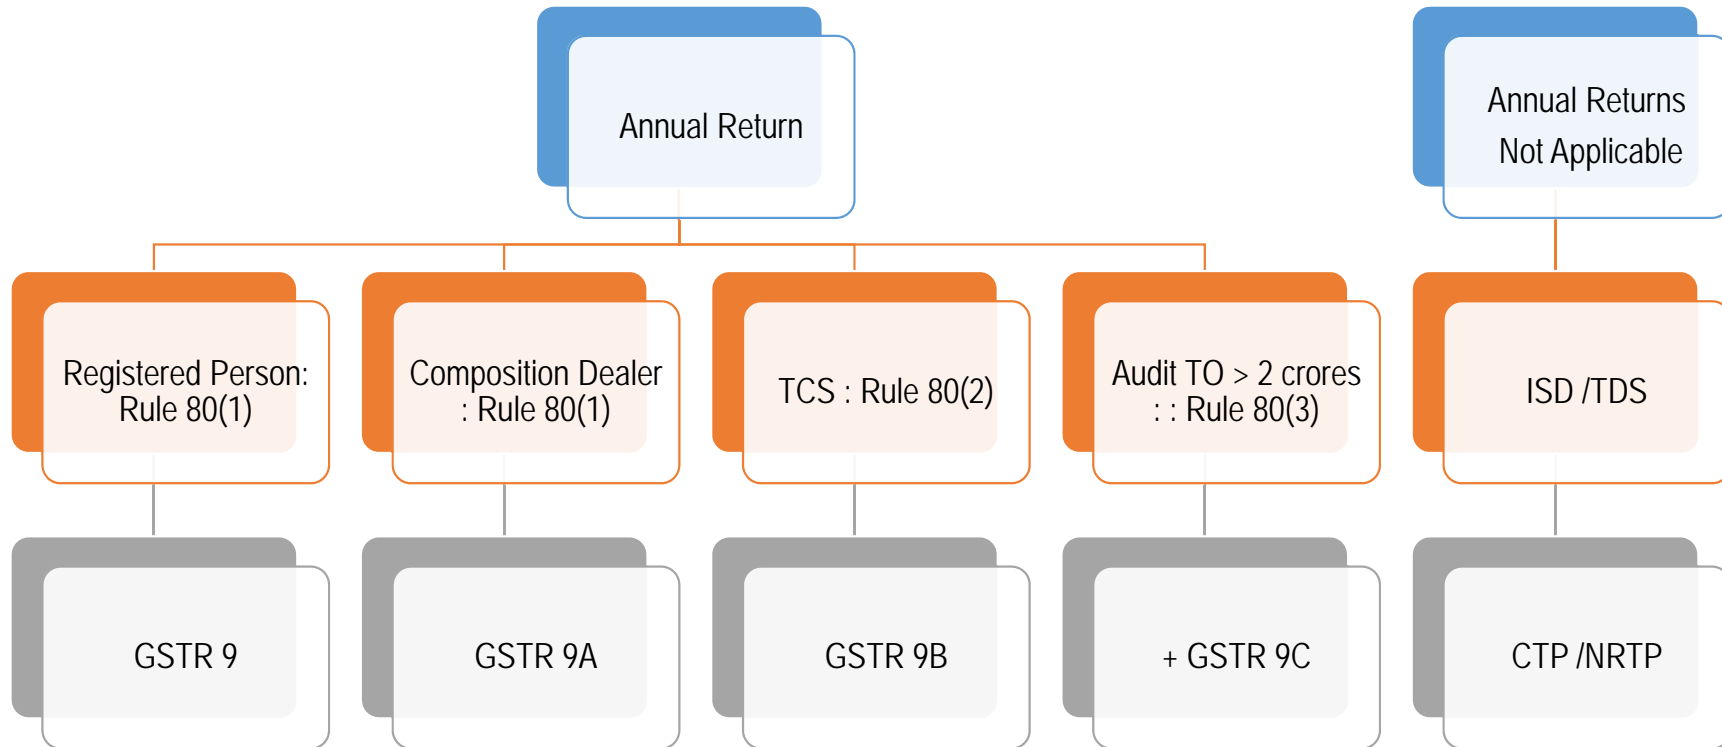 Annual Return
Annual Returns
Not Applicable
Registered Person:
Rule 80(1)
Composition Dealer
: Rule 80(1)
TCS : Rule 80(2)
Audit TO > 2 crores
: : Rule 80(3)
ISD /TDS
GSTR 9
GSTR 9A
GSTR 9B
+ GSTR 9C
CTP /NRTP